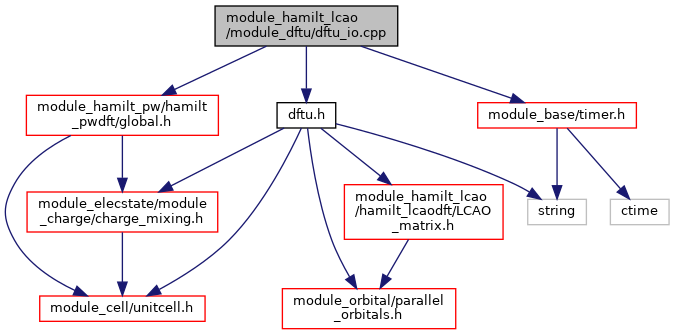 module_hamilt_lcao
/module_dftu/dftu_io.cpp
module_hamilt_pw/hamilt
_pwdft/global.h
dftu.h
module_base/timer.h
module_elecstate/module
_charge/charge_mixing.h
module_hamilt_lcao
/hamilt_lcaodft/LCAO
_matrix.h
string
ctime
module_cell/unitcell.h
module_orbital/parallel
_orbitals.h